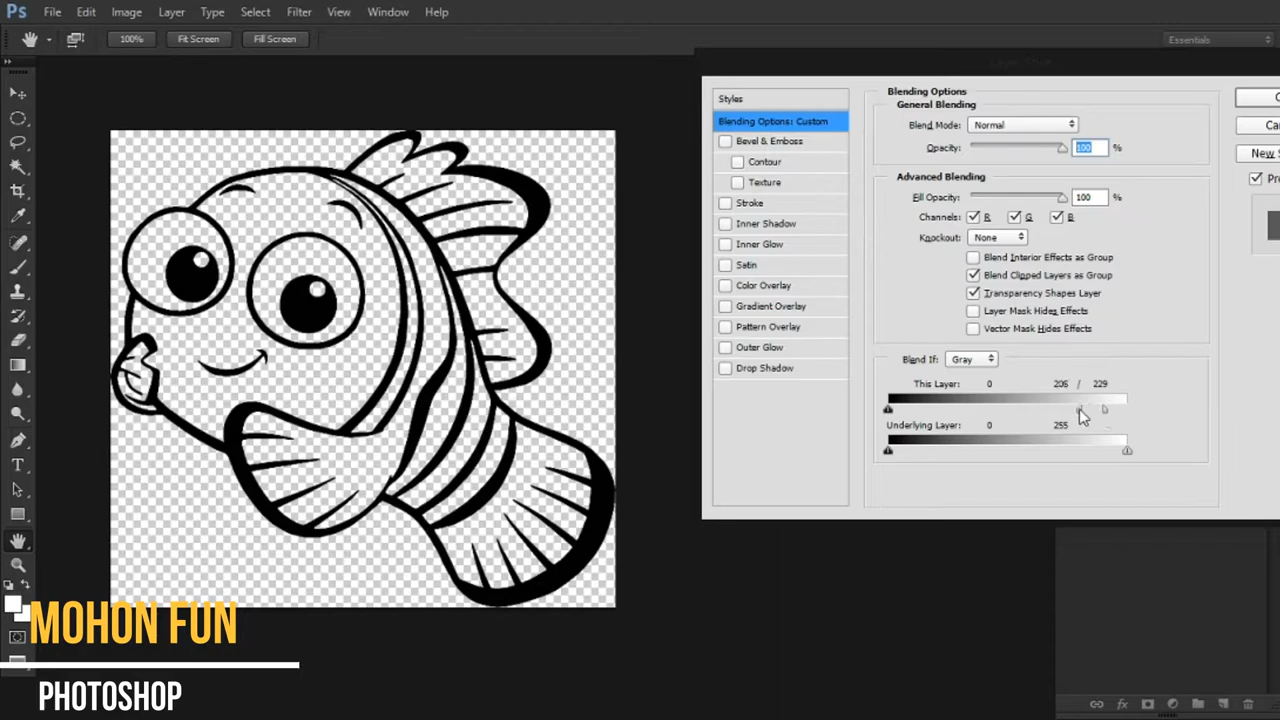 Ps File Edit Image Layer Type Select Filter View Window Help
100% Fit Screen Fill Screen
Essentials
Layer Style
Styles
Blending Options: Custom
Bevel & Emboss
Contour
Texture
Stroke
Inner Shadow
Inner Glow
Satin
Color Overlay
Gradient Overlay
Pattern Overlay
Outer Glow
Drop Shadow
Blending Options
General Blending
Blend Mode: Normal
Opacity: 100 %
Advanced Blending
Fill Opacity: 100 %
Channels: R G B
Knockout: None
Blend Interior Effects as Group
Blend Clipped Layers as Group
Transparency Shapes Layer
Layer Mask Hides Effects
Vector Mask Hides Effects
Blend If: Gray
This Layer: 0 206 / 229
Underlying Layer: 0 255
New
MOHON FUN
PHOTOSHOP